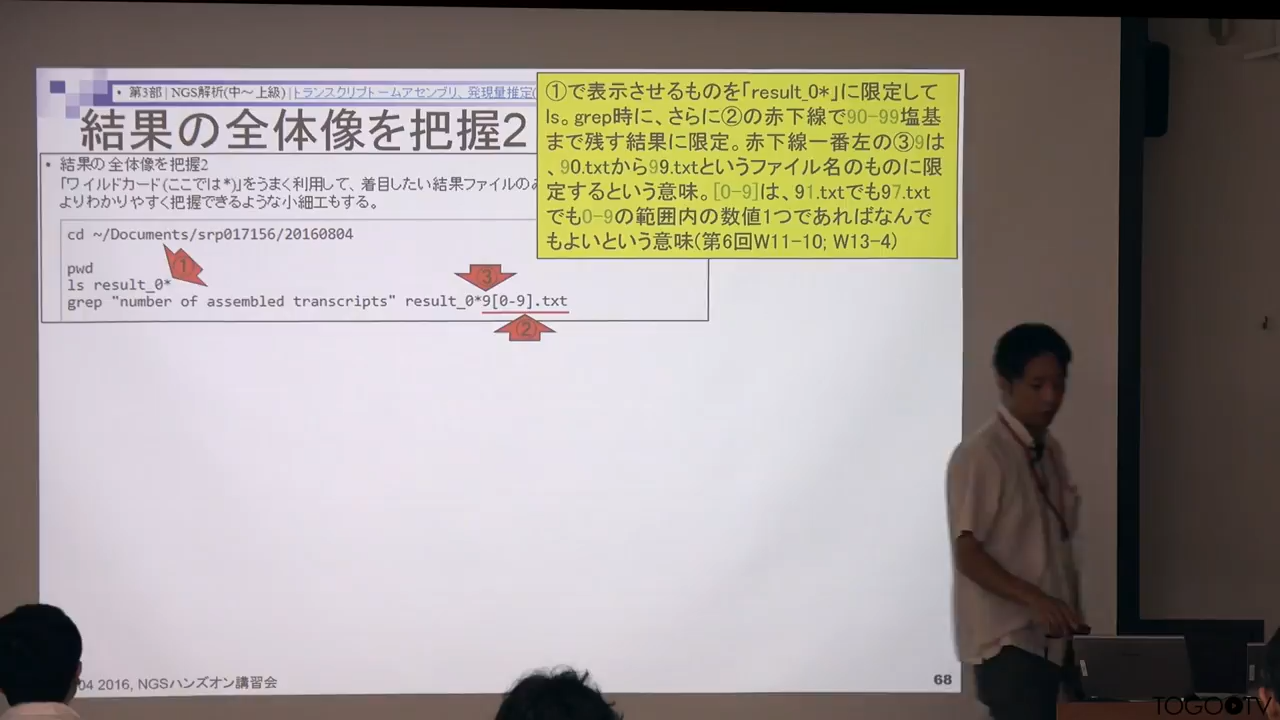 • 第3部 | NGS解析(中～上級) | トランスクリプトームアセンブリ、発現量推定(
結果の全体像を把握2
• 結果の全体像を把握2
「ワイルドカード(ここでは*)」をうまく利用して、着目したい結果ファイルの
よりわかりやすく把握できるような小細工もする。
cd ~/Documents/srp017156/20160804
①
pwd
ls result_0*
③
grep "number of assembled transcripts" result_0*9[0-9].txt
②
①で表示させるものを「result_0*」に限定して
ls。grep時に、さらに②の赤下線で90-99塩基
まで残す結果に限定。赤下線一番左の③9は
、90.txtから99.txtというファイル名のものに限
定するという意味。[0-9]は、91.txtでも97.txt
でも0-9の範囲内の数値1つであればなんで
もよいという意味(第6回W11-10; W13-4)
04 2016, NGSハンズオン講習会
68
TOGO TV